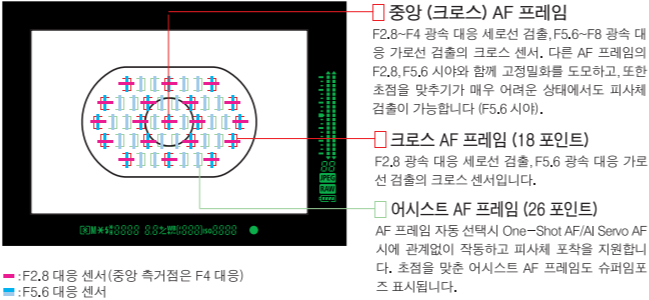 중앙 (크로스) AF 프레임
F2.8~F4 광속 대응 세로선 검출, F5.6~F8 광속 대
응 가로선 검출의 크로스 센서. 다른 AF 프레임의
F2.8, F5.6 시야와 함께 고정밀화를 도모하고, 또한
초점을 맞추기가 매우 어려운 상태에서도 피사체
검출이 가능합니다 (F5.6 시야).
크로스 AF 프레임 (18 포인트)
F2.8 광속 대응 세로선 검출, F5.6 광속 대응 가로
선 검출의 크로스 센서입니다.
어시스트 AF 프레임 (26 포인트)
AF 프레임 자동 선택시 One-Shot AF/AI Servo AF
시에 관계없이 작동하고 피사체 포착을 지원합니
다. 초점을 맞춘 어시스트 AF 프레임도 슈퍼임포
즈 표시됩니다.
JPEG
RAW
ISO
: F2.8 대응 센서(중앙 측거점은 F4 대응)
: F5.6 대응 센서